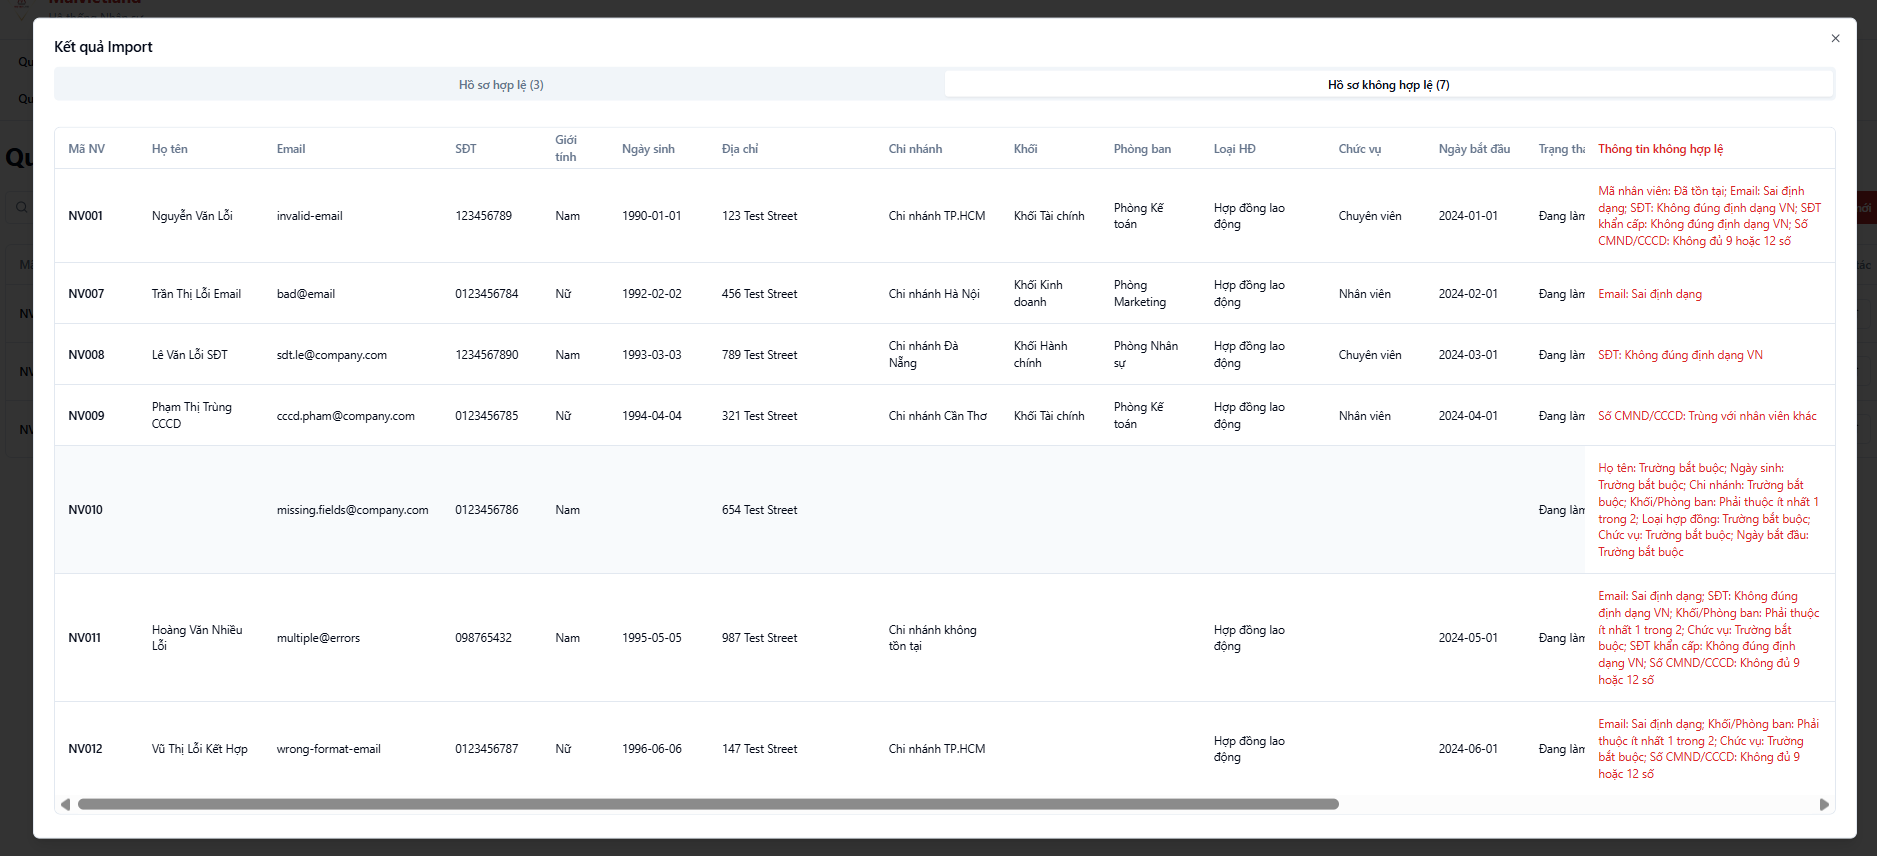 Kết quả Import
Hồ sơ hợp lệ (3)
Hồ sơ không hợp lệ (7)
Mã NV Họ tên Email SĐT Giới tính Ngày sinh Địa chỉ Chi nhánh Khối Phòng ban Loại HĐ Chức vụ Ngày bắt đầu Trạng thá Thông tin không hợp lệ
NV001 Nguyễn Văn Lỗi invalid-email 123456789 Nam 1990-01-01 123 Test Street Chi nhánh TP.HCM Khối Tài chính Phòng Kế toán Hợp đồng lao động Chuyên viên 2024-01-01 Đang làm
Mã nhân viên: Đã tồn tại; Email: Sai định
dạng; SĐT: Không đúng định dạng VN; SĐT
khẩn cấp: Không đúng định dạng VN; Số
CMND/CCCD: Không đủ 9 hoặc 12 số
NV007 Trần Thị Lỗi Email bad@email 0123456784 Nữ 1992-02-02 456 Test Street Chi nhánh Hà Nội Khối Kinh doanh Phòng Marketing Hợp đồng lao động Nhân viên 2024-02-01 Đang làm Email: Sai định dạng
NV008 Lê Văn Lỗi SĐT sdt.le@company.com 1234567890 Nam 1993-03-03 789 Test Street Chi nhánh Đà Nẵng Khối Hành chính Phòng Nhân sự Hợp đồng lao động Chuyên viên 2024-03-01 Đang làm SĐT: Không đúng định dạng VN
NV009 Phạm Thị Trùng CCCD cccd.pham@company.com 0123456785 Nữ 1994-04-04 321 Test Street Chi nhánh Cần Thơ Khối Tài chính Phòng Kế toán Hợp đồng lao động Nhân viên 2024-04-01 Đang làm Số CMND/CCCD: Trùng với nhân viên khác
NV010 missing.fields@company.com 0123456786 Nam 654 Test Street Đang làm
Họ tên: Trường bắt buộc; Ngày sinh:
Trường bắt buộc; Chi nhánh: Trường bắt
buộc; Khối/Phòng ban: Phải thuộc ít nhất 1
trong 2; Loại hợp đồng: Trường bắt buộc;
Chức vụ: Trường bắt buộc; Ngày bắt đầu:
Trường bắt buộc
NV011 Hoàng Văn Nhiều Lỗi multiple@errors 098765432 Nam 1995-05-05 987 Test Street Chi nhánh không tồn tại Hợp đồng lao động 2024-05-01 Đang làm
Email: Sai định dạng; SĐT: Không đúng
định dạng VN; Khối/Phòng ban: Phải thuộc
ít nhất 1 trong 2; Chức vụ: Trường bắt
buộc; SĐT khẩn cấp: Không đúng định
dạng VN; Số CMND/CCCD: Không đủ 9
hoặc 12 số
NV012 Vũ Thị Lỗi Kết Hợp wrong-format-email 0123456787 Nữ 1996-06-06 147 Test Street Chi nhánh TP.HCM Hợp đồng lao động 2024-06-01 Đang làm
Email: Sai định dạng; Khối/Phòng ban: Phải
thuộc ít nhất 1 trong 2; Chức vụ: Trường
bắt buộc; Số CMND/CCCD: Không đủ 9
hoặc 12 số